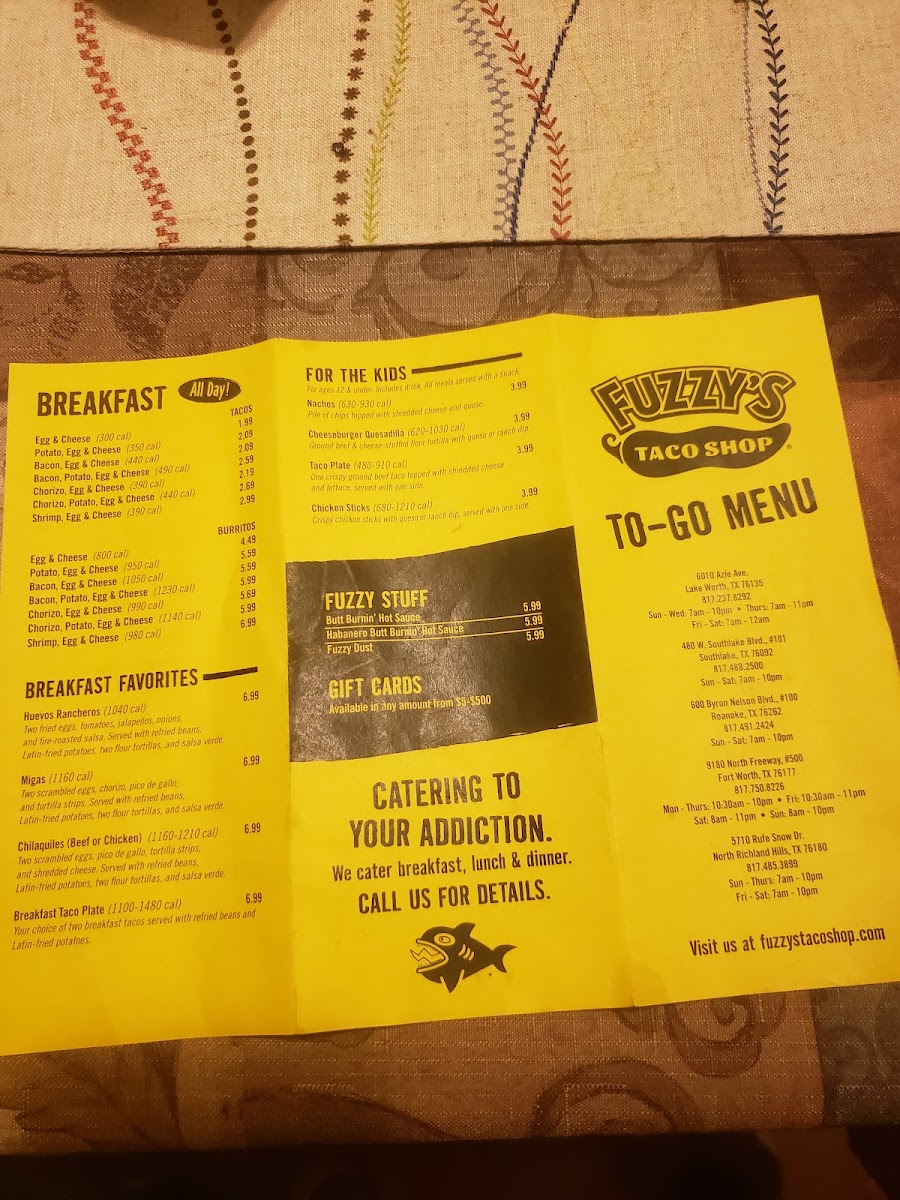 BREAKFAST All Day!
TACOS
Egg & Cheese (300 cal) 1.99
Potato, Egg & Cheese (350 cal) 2.09
Bacon, Egg & Cheese (440 cal) 2.09
Bacon, Potato, Egg & Cheese (490 cal) 2.59
Chorizo, Egg & Cheese (390 cal) 2.19
Chorizo, Potato, Egg & Cheese (440 cal) 2.69
Shrimp, Egg & Cheese (390 cal) 2.99
BURRITOS
Egg & Cheese (800 cal) 4.49
Potato, Egg & Cheese (950 cal) 5.59
Bacon, Egg & Cheese (1050 cal) 5.59
Bacon, Potato, Egg & Cheese (1230 cal) 5.99
Chorizo, Egg & Cheese (990 cal) 5.69
Chorizo, Potato, Egg & Cheese (1140 cal) 5.99
Shrimp, Egg & Cheese (980 cal) 6.99
BREAKFAST FAVORITES
Huevos Rancheros (1040 cal) 6.99
Two fried eggs, tomatoes, jalapeños, onions,
and fire-roasted salsa. Served with refried beans,
Latin-fried potatoes, two flour tortillas, and salsa verde.
Migas (1160 cal) 6.99
Two scrambled eggs, chorizo, pico de gallo,
and tortilla strips. Served with refried beans,
Latin-fried potatoes, two flour tortillas, and salsa verde.
Chilaquiles (Beef or Chicken) (1160-1210 cal) 6.99
Two scrambled eggs, pico de gallo, tortilla strips,
and shredded cheese. Served with refried beans,
Latin-fried potatoes, two flour tortillas, and salsa verde.
Breakfast Taco Plate (1100-1480 cal) 6.99
Your choice of two breakfast tacos served with refried beans and
Latin-fried potatoes.
FOR THE KIDS
For ages 12 & under. Includes drink. All meals served with a snack.
Nachos (630-930 cal) 3.99
Pile of chips topped with shredded cheese and queso.
Cheeseburger Quesadilla (620-1030 cal) 3.99
Ground beef & cheese-stuffed flour tortilla with queso or ranch dip
Taco Plate (480-910 cal) 3.99
One crispy ground beef taco topped with shredded cheese
and lettuce, served with one side.
Chicken Sticks (680-1210 cal) 3.99
Crispy chicken sticks with queso or ranch dip, served with one side.
FUZZY STUFF
Butt Burnin' Hot Sauce 5.99
Habanero Butt Burnin' Hot Sauce 5.99
Fuzzy Dust 5.99
GIFT CARDS
Available in any amount from $5-$500
CATERING TO
YOUR ADDICTION.
We cater breakfast, lunch & dinner.
CALL US FOR DETAILS.
FUZZY'S
TACO SHOP®
TO-GO MENU
6010 Azle Ave.
Lake Worth, TX 76135
817.237.8292
Sun - Wed: 7am - 10pm • Thurs: 7am - 11pm
Fri - Sat: 7am - 12am
480 W. Southlake Blvd., #101
Southlake, TX 76092
817.488.2500
Sun - Sat: 7am - 10pm
600 Byron Nelson Blvd., #100
Roanoke, TX 76262
817.491.2424
Sun - Sat: 7am - 10pm
9180 North Freeway, #500
Fort Worth, TX 76177
817.750.8226
Mon - Thurs: 10:30am - 10pm • Fri: 10:30am - 11pm
Sat: 8am - 11pm • Sun: 8am - 10pm
5710 Rufe Snow Dr.
North Richland Hills, TX 76180
817.485.3899
Sun - Thurs: 7am - 10pm
Fri - Sat: 7am - 10pm
Visit us at fuzzystacoshop.com